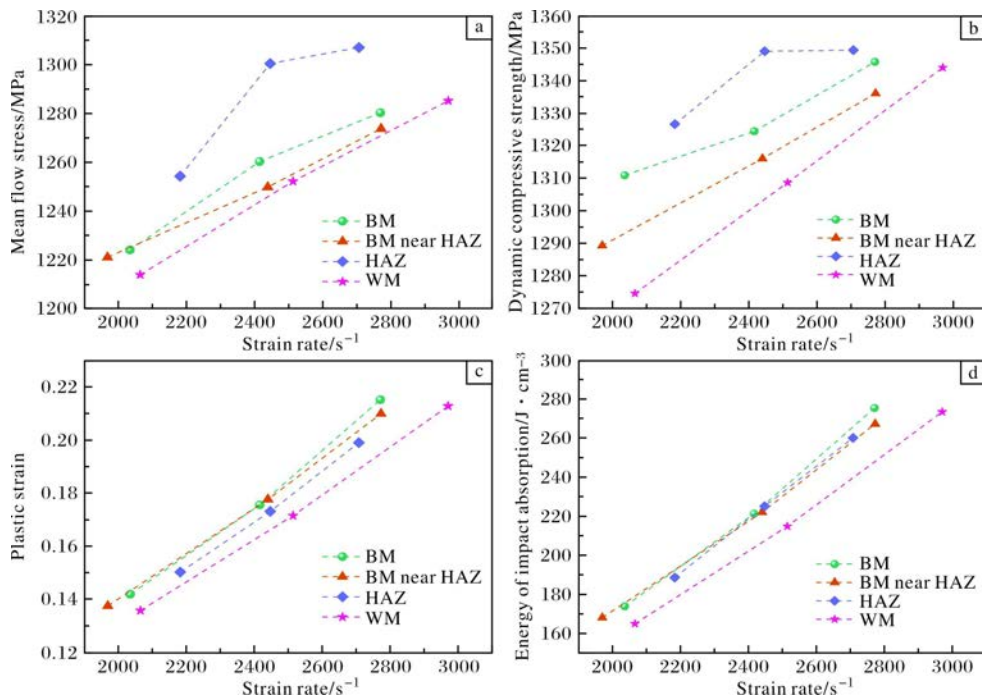 1320
1300
1280
1260
1240
1220
1200
Mean flow stress/MPa
a
BM
BM near HAZ
HAZ
WM
2000 2200 2400 2600 2800 3000
Strain rate/s⁻¹
1360
1350
1340
1330
1320
1310
1300
1290
1280
1270
Dynamic compressive strength/MPa
b
BM
BM near HAZ
HAZ
WM
2000 2200 2400 2600 2800 3000
Strain rate/s⁻¹
0.22
0.20
0.18
0.16
0.14
0.12
Plastic strain
c
BM
BM near HAZ
HAZ
WM
2000 2200 2400 2600 2800 3000
Strain rate/s⁻¹
300
280
260
240
220
200
180
160
Energy of impact absorption/J · cm⁻³
d
BM
BM near HAZ
HAZ
WM
2000 2200 2400 2600 2800 3000
Strain rate/s⁻¹